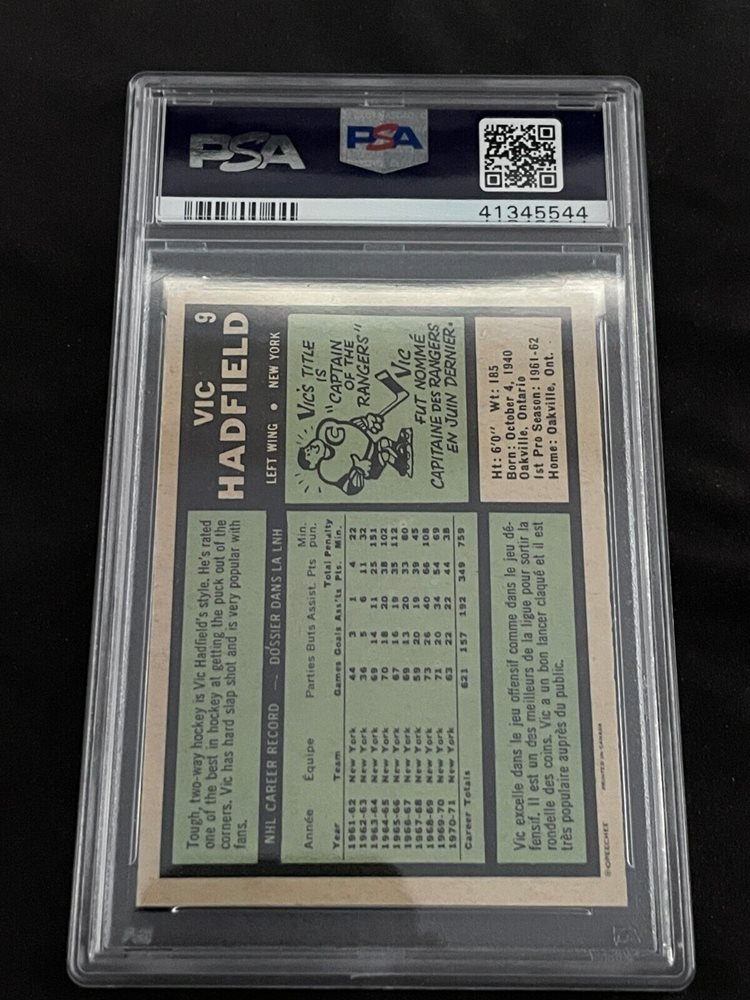 PSA
PSA
41345544
VIC 9
HADFIELD
LEFT WING • NEW YORK
Tough, two-way hockey is Vic Hadfield's style. He's rated
one of the best in hockey at getting the puck out of the
corners. Vic has hard slap shot and is very popular with
fans.
VIC'S TITLE
IS
"CAPTAIN
OF THE
RANGERS"
C
VIC
FUT NOMMÉ
CAPITAINE DES RANGERS
EN JUIN DERNIER.
NHL CAREER RECORD — DOSSIER DANS LA LNH
Année Équipe Parties Buts Assist. Pts Min. pun.
Year Team Games Goals Ass'ts Total Pts. Penalty Min.
1961-62 New York 44 3 1 4 22
1962-63 New York 36 5 6 11 32
1963-64 New York 69 14 11 25 151
1964-65 New York 70 18 20 38 102
1965-66 New York 67 16 19 35 112
1966-67 New York 69 13 20 33 80
1967-68 New York 59 20 19 39 45
1968-69 New York 73 26 40 66 108
1969-70 New York 71 20 34 54 69
1970-71 New York 63 22 22 44 38
Career Totals 621 157 192 349 759
Ht: 6'0" Wt: 185
Born: October 4, 1940
Oakville, Ontario
1st Pro Season: 1961-62
Home: Oakville, Ont.
Vic excelle dans le jeu offensif comme dans le jeu dé-
fensif. Il est un des meilleurs de la ligue pour sortir la
rondelle des coins. Vic a un bon lancer claqué et il est
très populaire auprès du public.
©OPEECHEE PRINTED IN CANADA